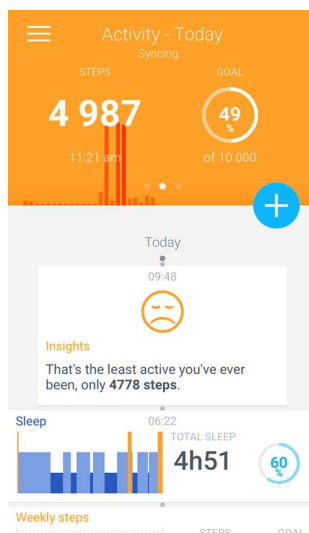 Activity - Today
Syncing...
STEPS
GOAL
4 987
49
%
11:21 am
of 10 000
Today
09:48
Insights
That's the least active you've ever
been, only 4778 steps.
Sleep
06:22
TOTAL SLEEP
4h51
60
%
Weekly steps
STEPS
GOAL